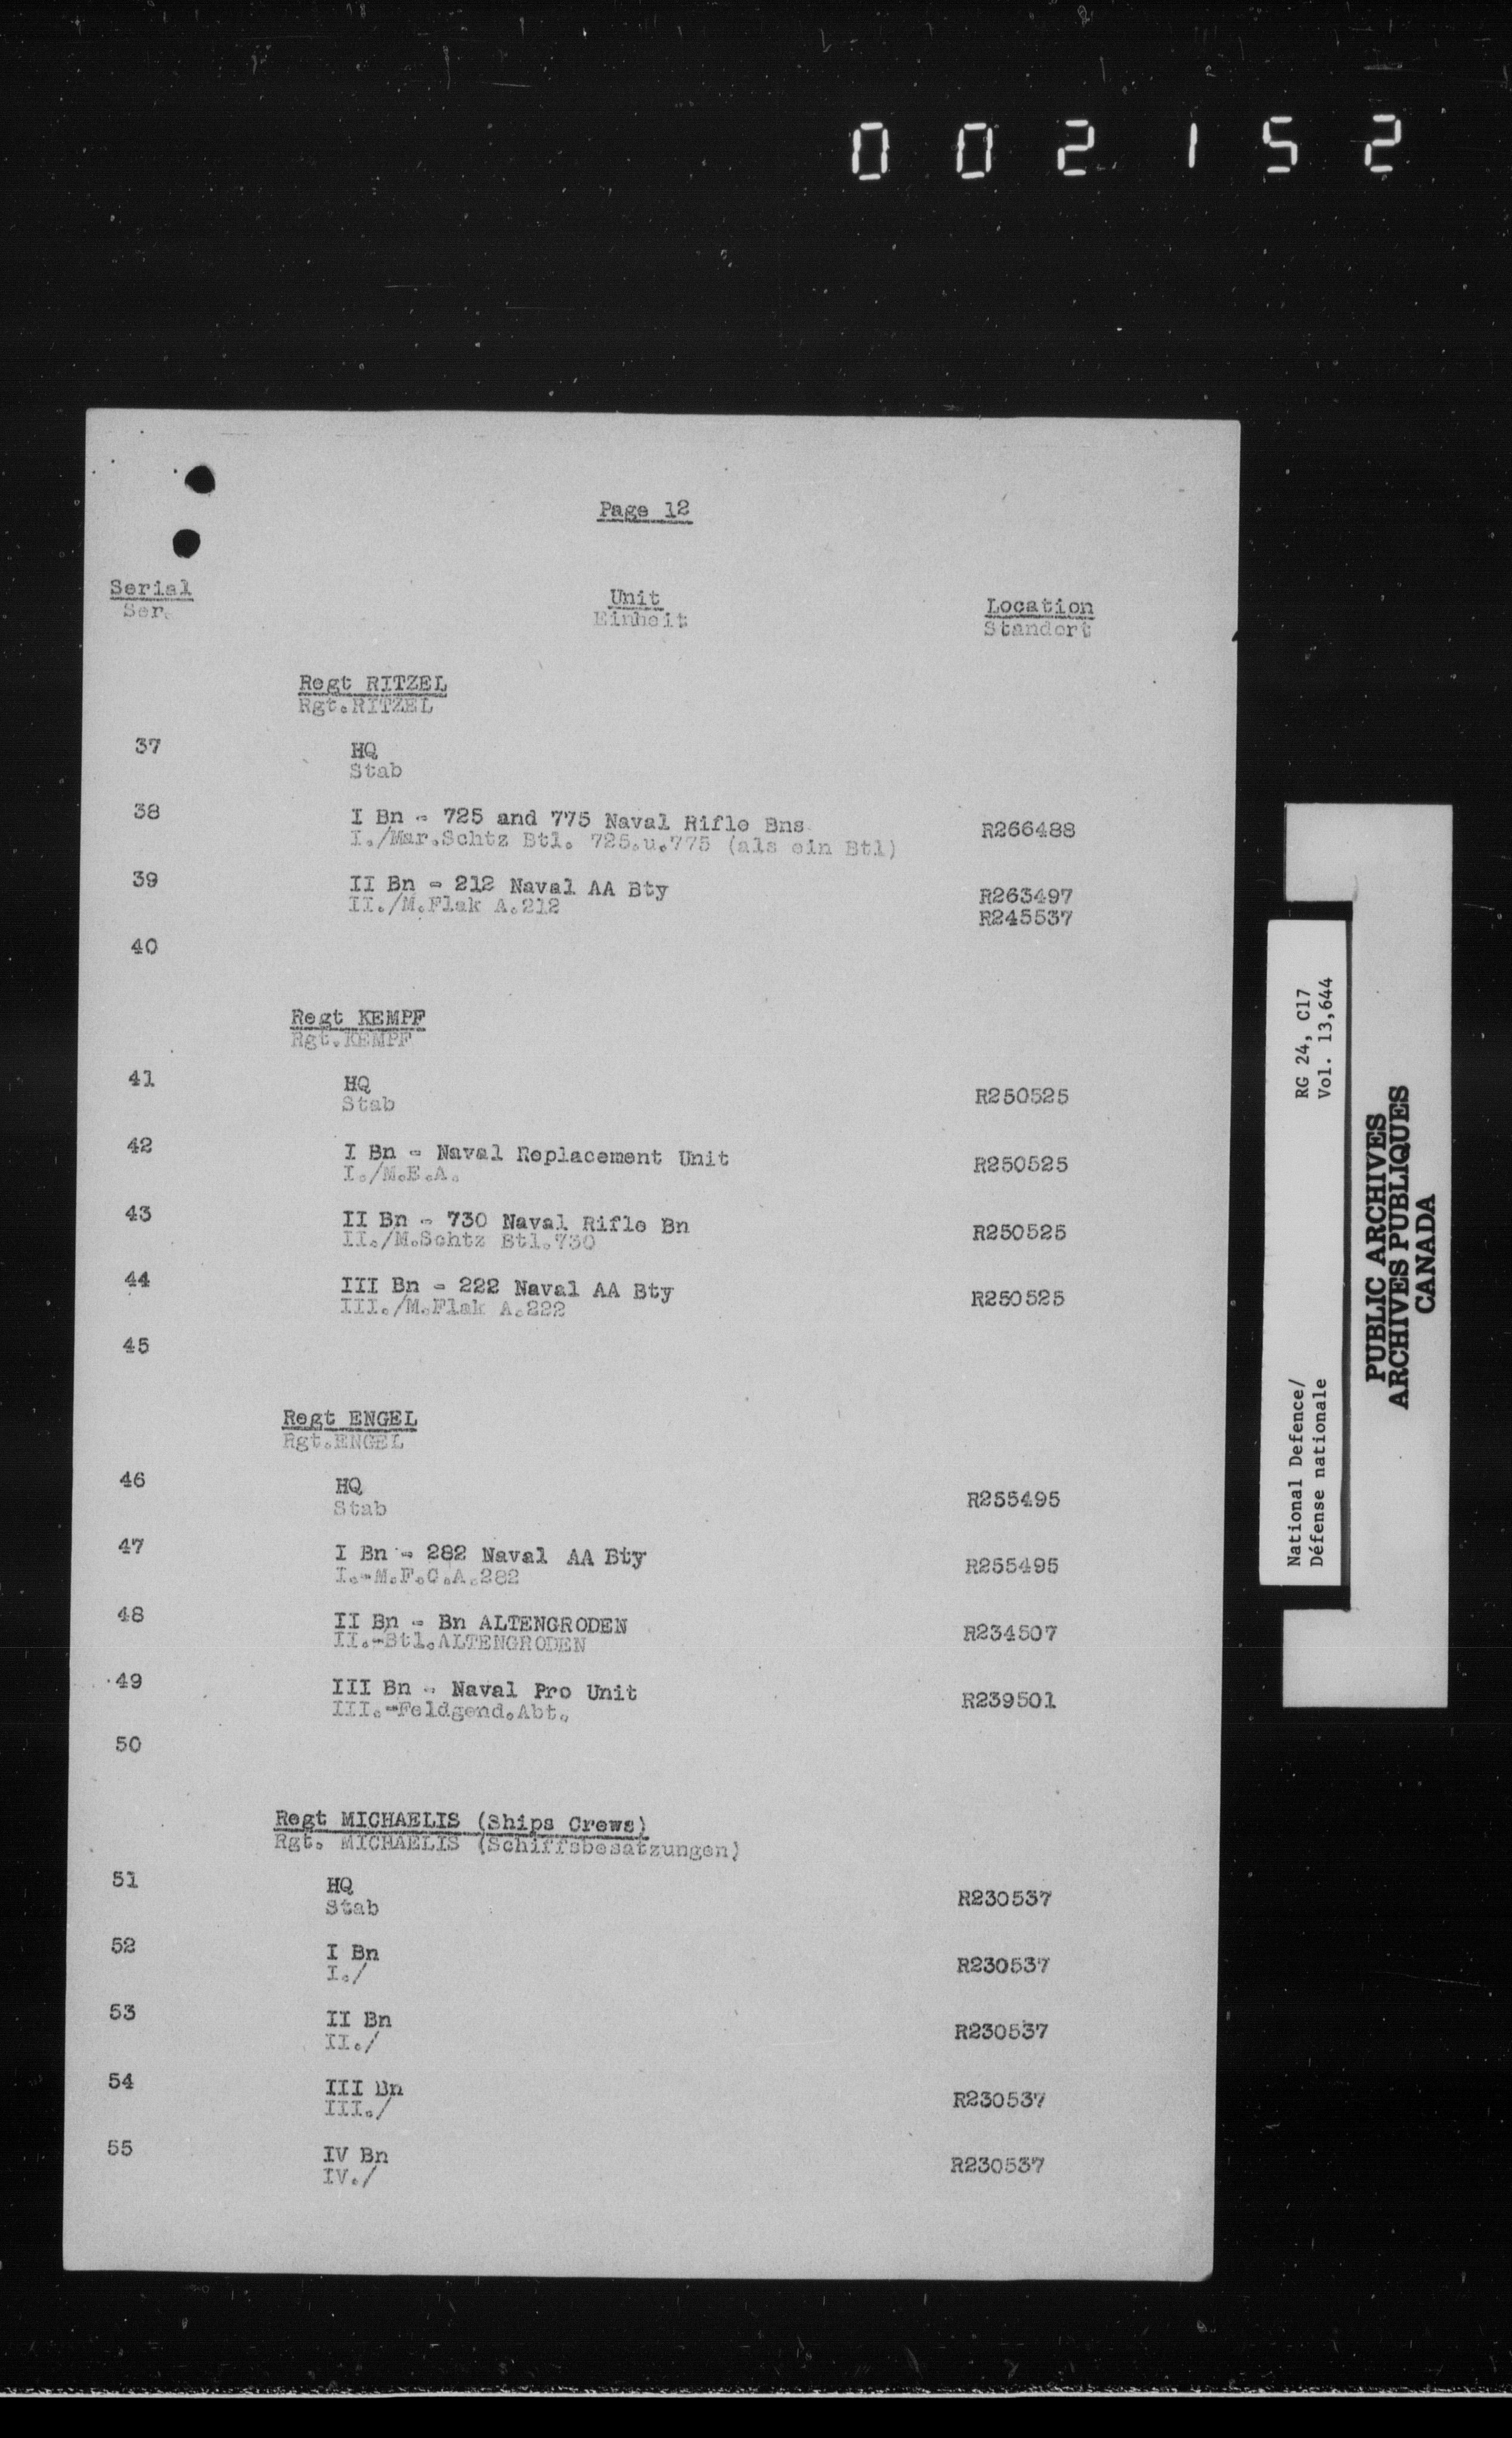 002152
Page 12
Serial Unit Location
Ser. Einheit Standort
Regt RITZEL
Rgt.RITZEL
37 HQ
Stab
38 I Bn - 725 and 775 Naval Rifle Bns R266488
I./Mar.Schtz Btl. 725.u.775 (als ein Btl)
39 II Bn - 212 Naval AA Bty R263497
II./M.Flak A.212 R245537
40
Regt KEMPF
Rgt.KEMPF
41 HQ R250525
Stab
42 I Bn - Naval Replacement Unit R250525
I./M.E.A.
43 II Bn - 730 Naval Rifle Bn R250525
II./M.Schtz Btl.730
44 III Bn - 222 Naval AA Bty R250525
III./M.Flak A.222
45
Regt ENGEL
Rgt.ENGEL
46 HQ R255495
Stab
47 I Bn - 282 Naval AA Bty R255495
I.-M.F.C.A.282
48 II Bn - Bn ALTENGRODEN R234507
II.-Btl.ALTENGRODEN
49 III Bn - Naval Pro Unit R239501
III.-Feldgend.Abt.
50
Regt MICHAELIS (Ships Crews)
Rgt. MICHAELIS (Schiffsbesatzungen)
51 HQ R230537
Stab
52 I Bn R230537
I./
53 II Bn R230537
II./
54 III Bn R230537
III./
55 IV Bn R230537
IV./
National Defence/ RG 24, C17
Défense nationale Vol. 13,644
PUBLIC ARCHIVES
ARCHIVES PUBLIQUES
CANADA